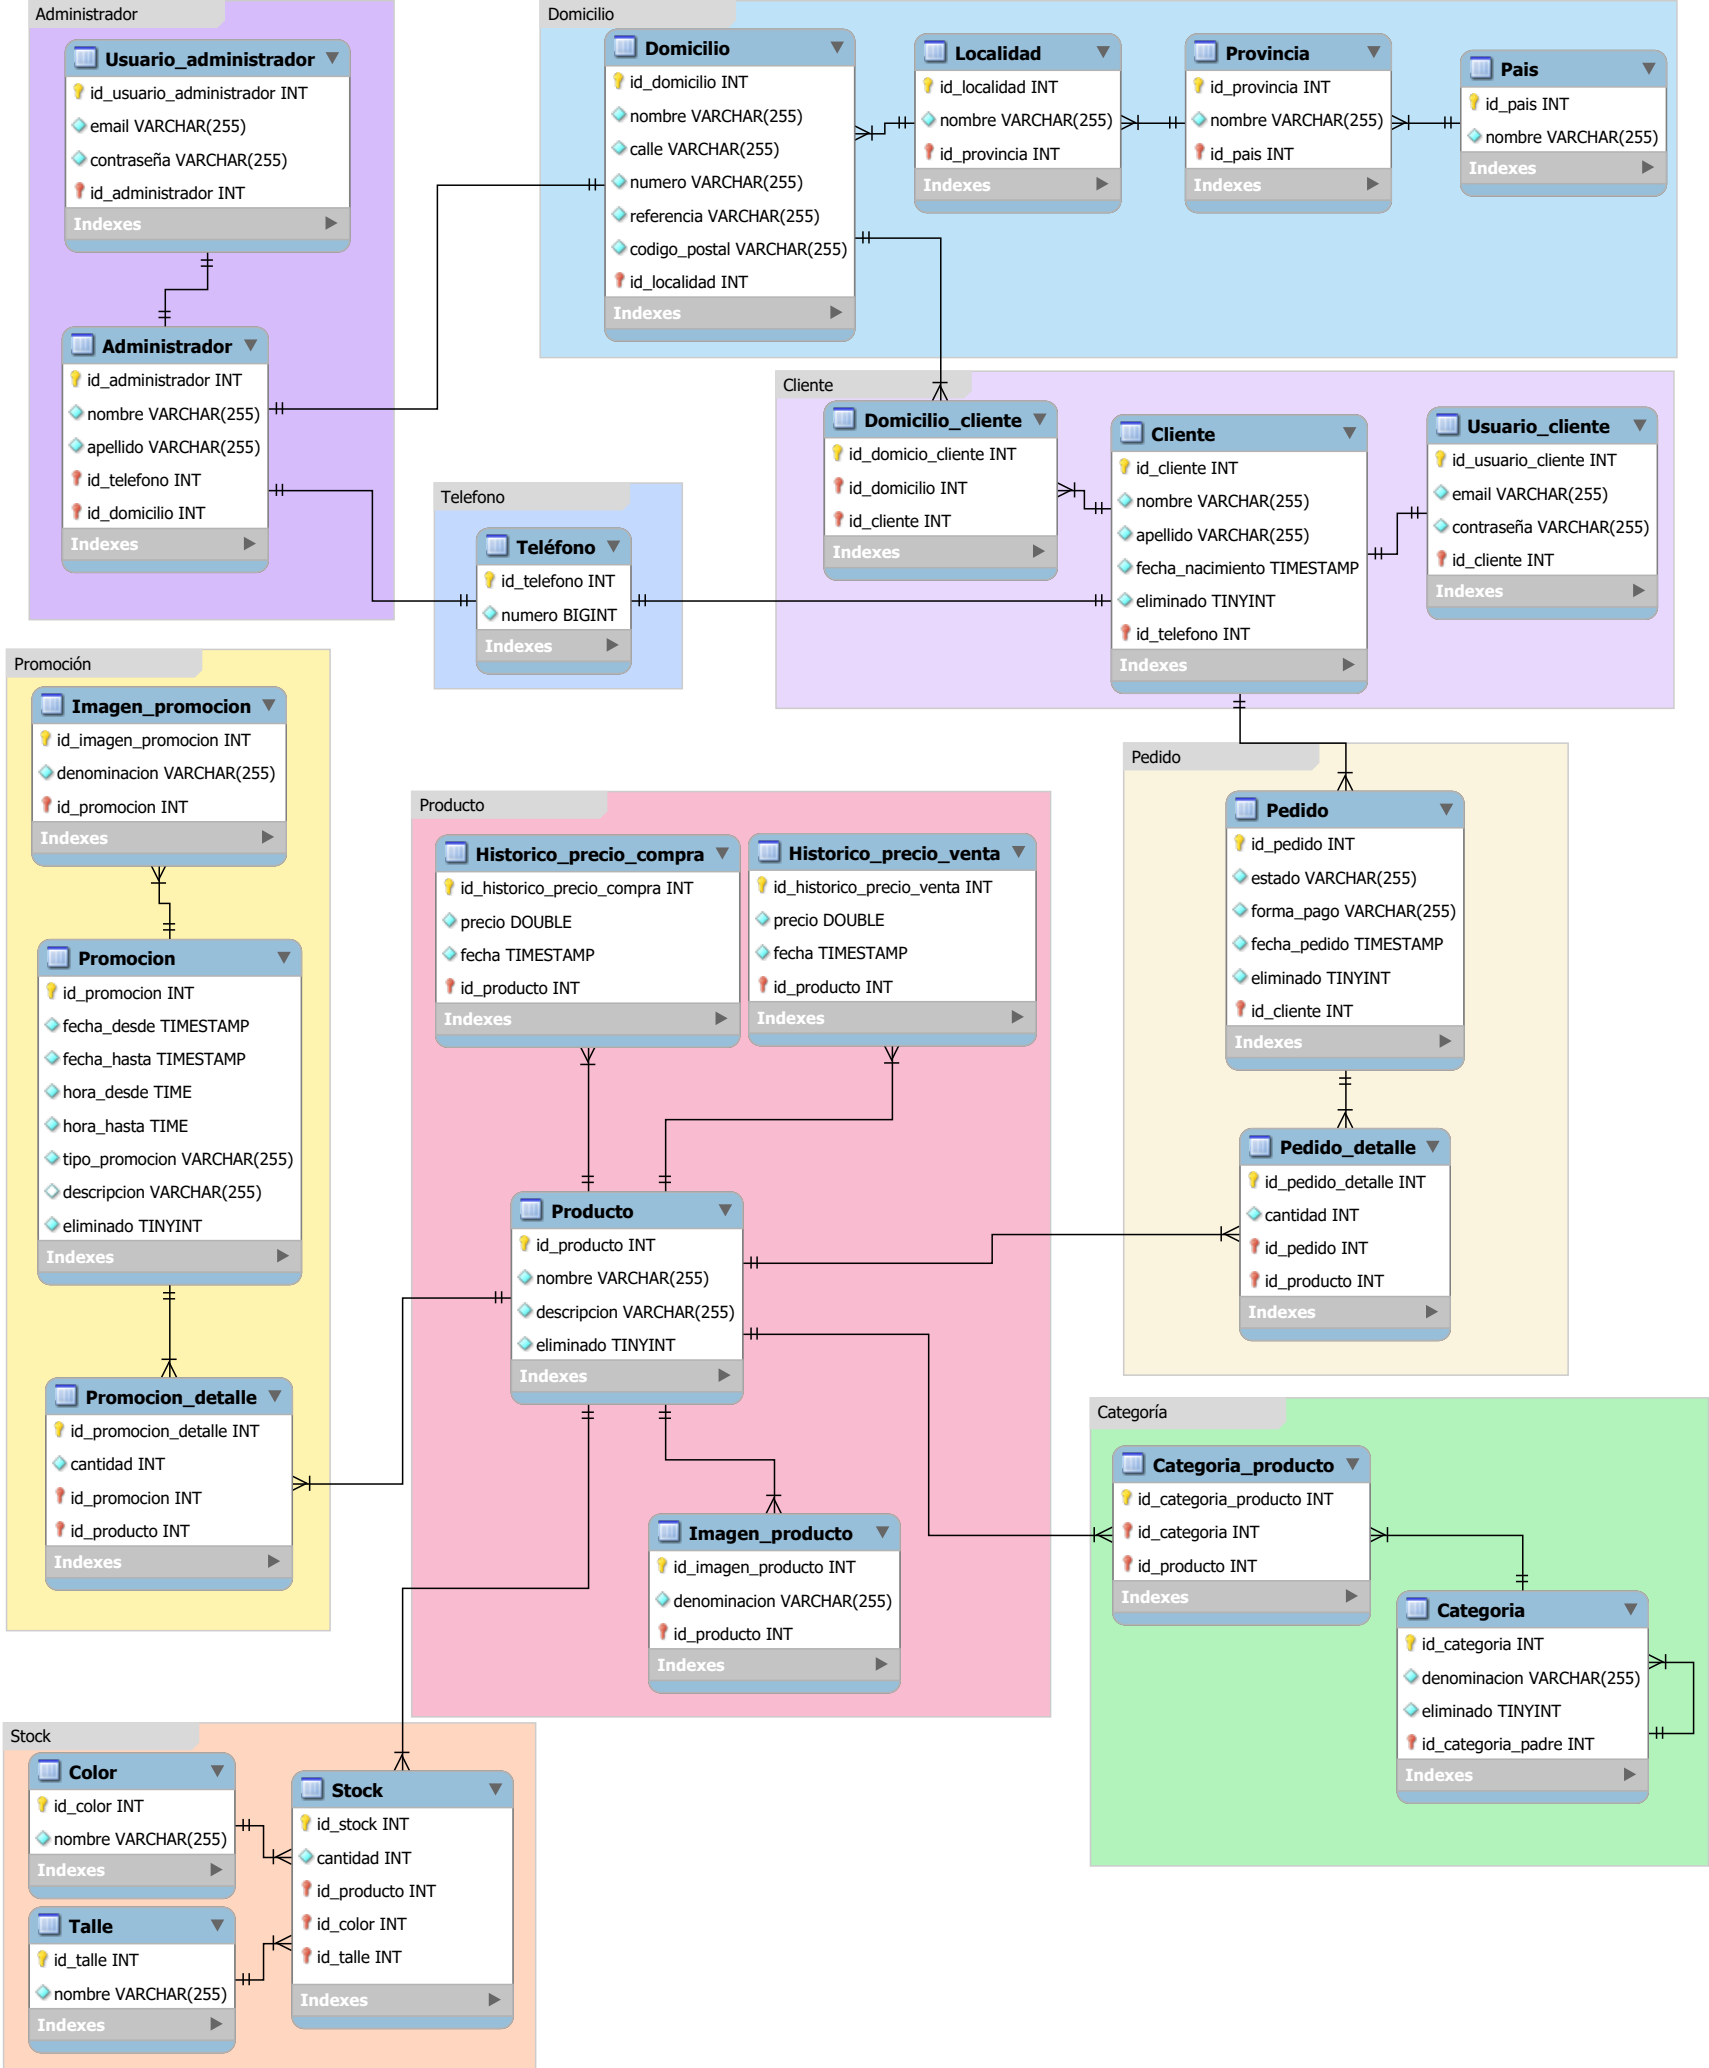 Administrador
Usuario_administrador
id_usuario_administrador INT
email VARCHAR(255)
contraseña VARCHAR(255)
id_administrador INT
Indexes
Administrador
id_administrador INT
nombre VARCHAR(255)
apellido VARCHAR(255)
id_telefono INT
id_domicilio INT
Indexes
Domicilio
Domicilio
id_domicilio INT
nombre VARCHAR(255)
calle VARCHAR(255)
numero VARCHAR(255)
referencia VARCHAR(255)
codigo_postal VARCHAR(255)
id_localidad INT
Indexes
Localidad
id_localidad INT
nombre VARCHAR(255)
id_provincia INT
Indexes
Provincia
id_provincia INT
nombre VARCHAR(255)
id_pais INT
Indexes
Pais
id_pais INT
nombre VARCHAR(255)
Indexes
Cliente
Domicilio_cliente
id_domicio_cliente INT
id_domicilio INT
id_cliente INT
Indexes
Cliente
id_cliente INT
nombre VARCHAR(255)
apellido VARCHAR(255)
fecha_nacimiento TIMESTAMP
eliminado TINYINT
id_telefono INT
Indexes
Usuario_cliente
id_usuario_cliente INT
email VARCHAR(255)
contraseña VARCHAR(255)
id_cliente INT
Indexes
Telefono
Teléfono
id_telefono INT
numero BIGINT
Indexes
Promoción
Imagen_promocion
id_imagen_promocion INT
denominacion VARCHAR(255)
id_promocion INT
Indexes
Promocion
id_promocion INT
fecha_desde TIMESTAMP
fecha_hasta TIMESTAMP
hora_desde TIME
hora_hasta TIME
tipo_promocion VARCHAR(255)
descripcion VARCHAR(255)
eliminado TINYINT
Indexes
Promocion_detalle
id_promocion_detalle INT
cantidad INT
id_promocion INT
id_producto INT
Indexes
Producto
Historico_precio_compra
id_historico_precio_compra INT
precio DOUBLE
fecha TIMESTAMP
id_producto INT
Indexes
Historico_precio_venta
id_historico_precio_venta INT
precio DOUBLE
fecha TIMESTAMP
id_producto INT
Indexes
Producto
id_producto INT
nombre VARCHAR(255)
descripcion VARCHAR(255)
eliminado TINYINT
Indexes
Imagen_producto
id_imagen_producto INT
denominacion VARCHAR(255)
id_producto INT
Indexes
Pedido
Pedido
id_pedido INT
estado VARCHAR(255)
forma_pago VARCHAR(255)
fecha_pedido TIMESTAMP
eliminado TINYINT
id_cliente INT
Indexes
Pedido_detalle
id_pedido_detalle INT
cantidad INT
id_pedido INT
id_producto INT
Indexes
Categoría
Categoria_producto
id_categoria_producto INT
id_categoria INT
id_producto INT
Indexes
Categoria
id_categoria INT
denominacion VARCHAR(255)
eliminado TINYINT
id_categoria_padre INT
Indexes
Stock
Color
id_color INT
nombre VARCHAR(255)
Indexes
Talle
id_talle INT
nombre VARCHAR(255)
Indexes
Stock
id_stock INT
cantidad INT
id_producto INT
id_color INT
id_talle INT
Indexes